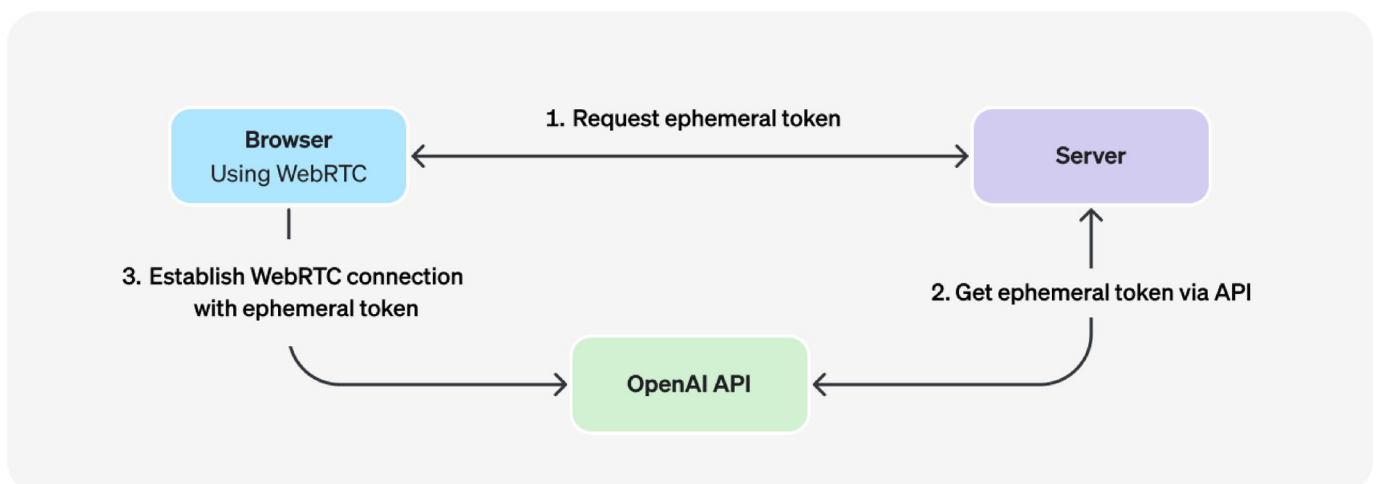 1. Request ephemeral token
Browser
Using WebRTC
Server
3. Establish WebRTC connection
with ephemeral token
2. Get ephemeral token via API
OpenAI API